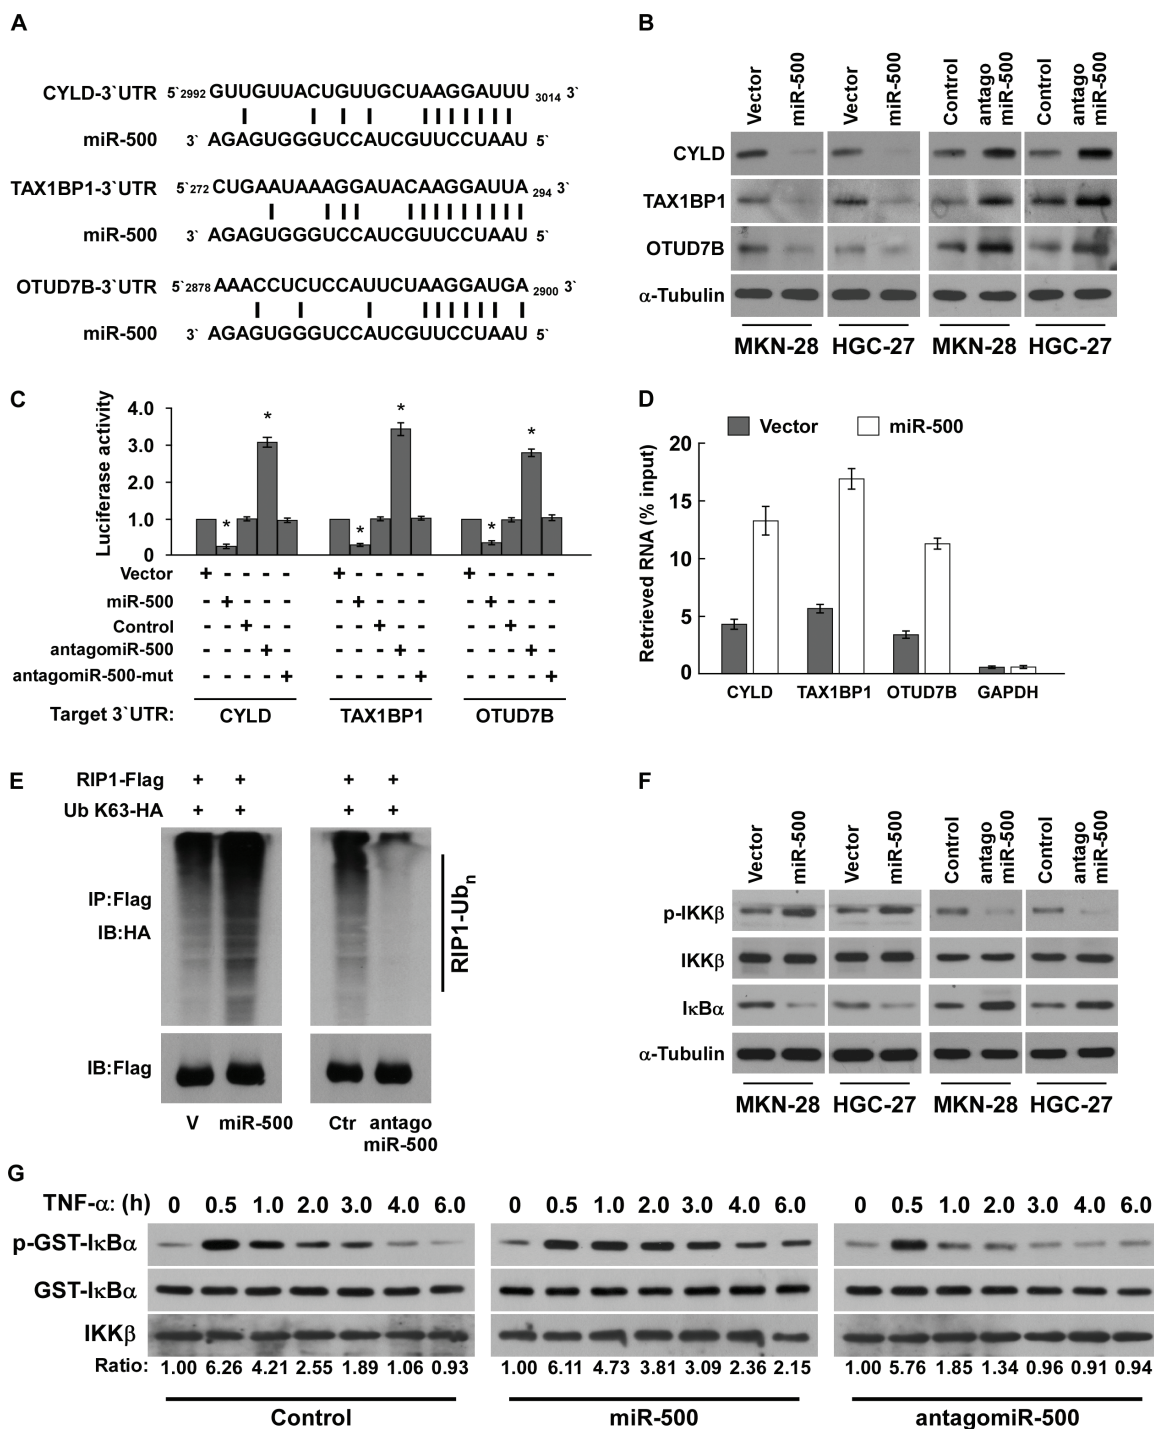 A
CYLD-3`UTR 5`2992 GUUGUUACUGUUGCUAAGGAUUU 3014 3`
miR-500 3` AGAGUGGGUCCAUCGUUCCUAAU 5`
TAX1BP1-3`UTR 5`272 CUGAAUAAAGGAUACAAGGAUUA 294 3`
miR-500 3` AGAGUGGGUCCAUCGUUCCUAAU 5`
OTUD7B-3`UTR 5`2878 AAACCUCUCCAUUCUAAGGAUGA 2900 3`
miR-500 3` AGAGUGGGUCCAUCGUUCCUAAU 5`
B
Vector miR-500 Vector miR-500 Control antago miR-500 Control antago miR-500
CYLD
TAX1BP1
OTUD7B
α-Tubulin
MKN-28 HGC-27 MKN-28 HGC-27
C
Luciferase activity
4.0
3.0
2.0
1.0
0
* * * * * *
Vector + - - - - + - - - - + - - - -
miR-500 - + - - - - + - - - - + - - -
Control - - + - - - - + - - - - + - -
antagomiR-500 - - - + - - - - + - - - - + -
antagomiR-500-mut - - - - + - - - - + - - - - +
Target 3`UTR: CYLD TAX1BP1 OTUD7B
D
Vector miR-500
Retrieved RNA (% input)
20
15
10
5
0
CYLD TAX1BP1 OTUD7B GAPDH
E
RIP1-Flag + + + +
Ub K63-HA + + + +
IP:Flag
IB:HA
RIP1-Ubn
IB:Flag
V miR-500 Ctr antago
miR-500
F
Vector miR-500 Vector miR-500 Control antago miR-500 Control antago miR-500
p-IKKβ
IKKβ
IκBα
α-Tubulin
MKN-28 HGC-27 MKN-28 HGC-27
G
TNF-α: (h) 0 0.5 1.0 2.0 3.0 4.0 6.0 0 0.5 1.0 2.0 3.0 4.0 6.0 0 0.5 1.0 2.0 3.0 4.0 6.0
p-GST-IκBα
GST-IκBα
IKKβ
Ratio: 1.00 6.26 4.21 2.55 1.89 1.06 0.93 1.00 6.11 4.73 3.81 3.09 2.36 2.15 1.00 5.76 1.85 1.34 0.96 0.91 0.94
Control miR-500 antagomiR-500